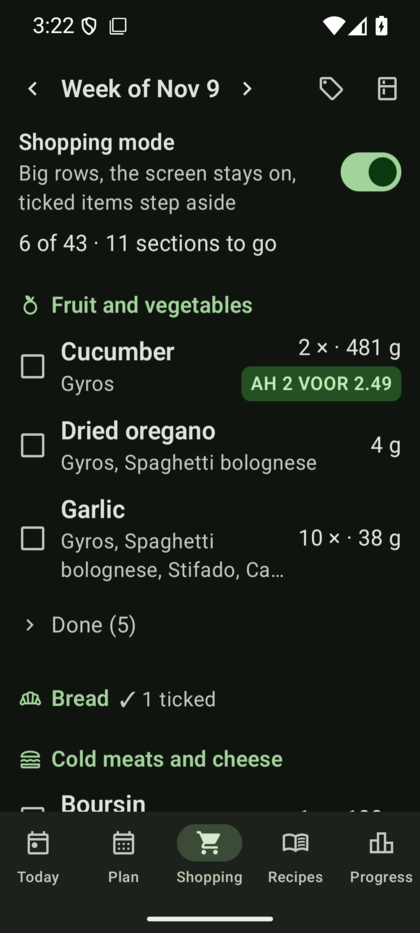 3:22
Week of Nov 9
Shopping mode
Big rows, the screen stays on,
ticked items step aside
6 of 43 · 11 sections to go
Fruit and vegetables
Cucumber
2 × · 481 g
Gyros
AH 2 VOOR 2.49
Dried oregano
4 g
Gyros, Spaghetti bolognese
Garlic
10 × · 38 g
Gyros, Spaghetti
bolognese, Stifado, Ca…
Done (5)
Bread ✓ 1 ticked
Cold meats and cheese
Boursin
Today
Plan
Shopping
Recipes
Progress